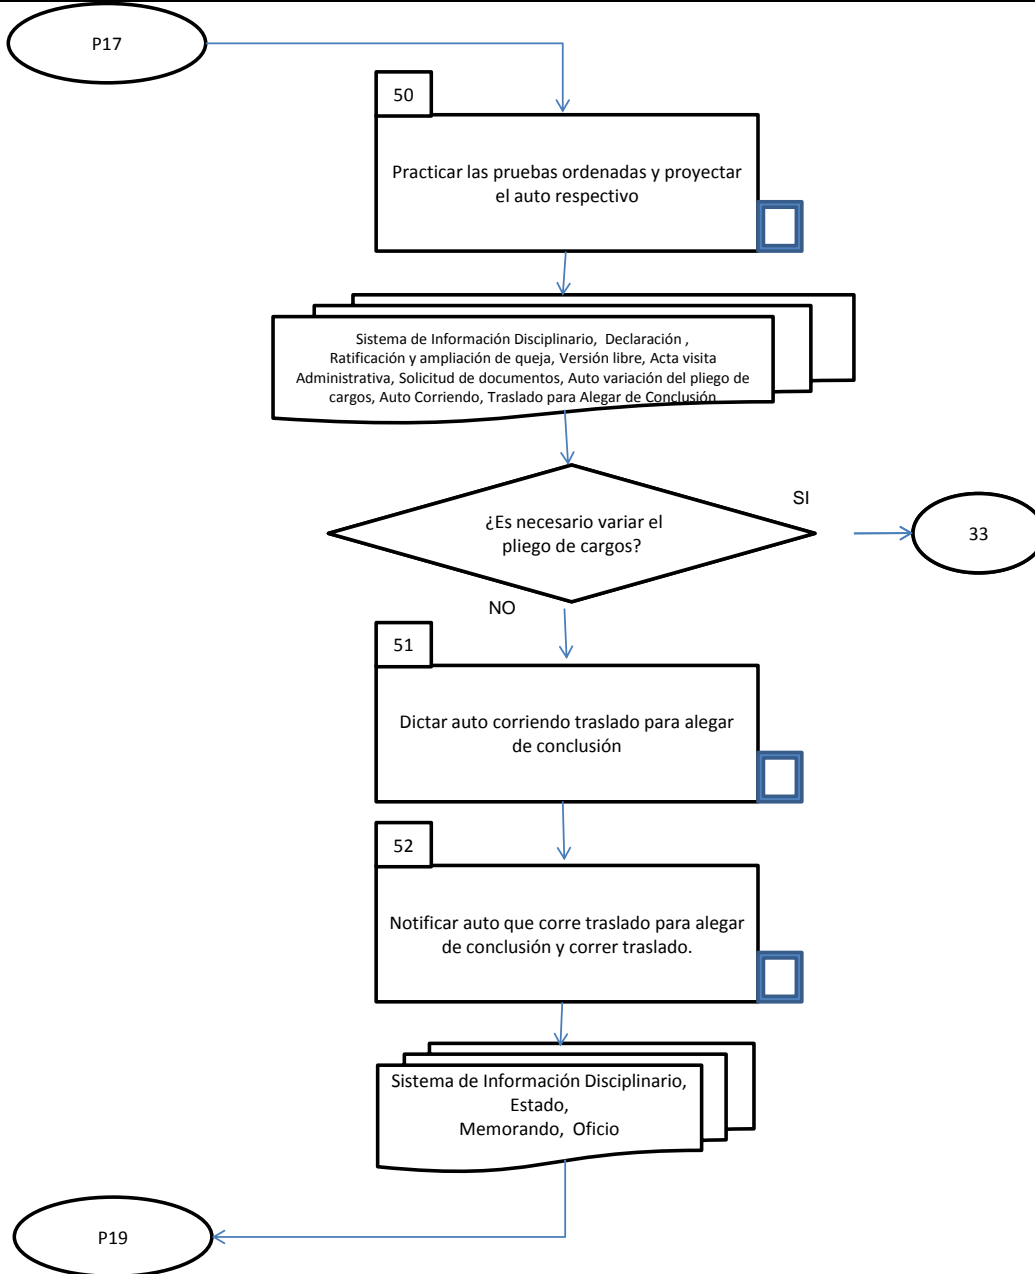 P17
50
Practicar las pruebas ordenadas y proyectar
el auto respectivo
Sistema de Información Disciplinario, Declaración ,
Ratificación y ampliación de queja, Versión libre, Acta visita
Administrativa, Solicitud de documentos, Auto variación del pliego de
cargos, Auto Corriendo, Traslado para Alegar de Conclusión
¿Es necesario variar el
pliego de cargos?
SI
33
NO
51
Dictar auto corriendo traslado para alegar
de conclusión
52
Notificar auto que corre traslado para alegar
de conclusión y correr traslado.
Sistema de Información Disciplinario,
Estado,
Memorando, Oficio
P19